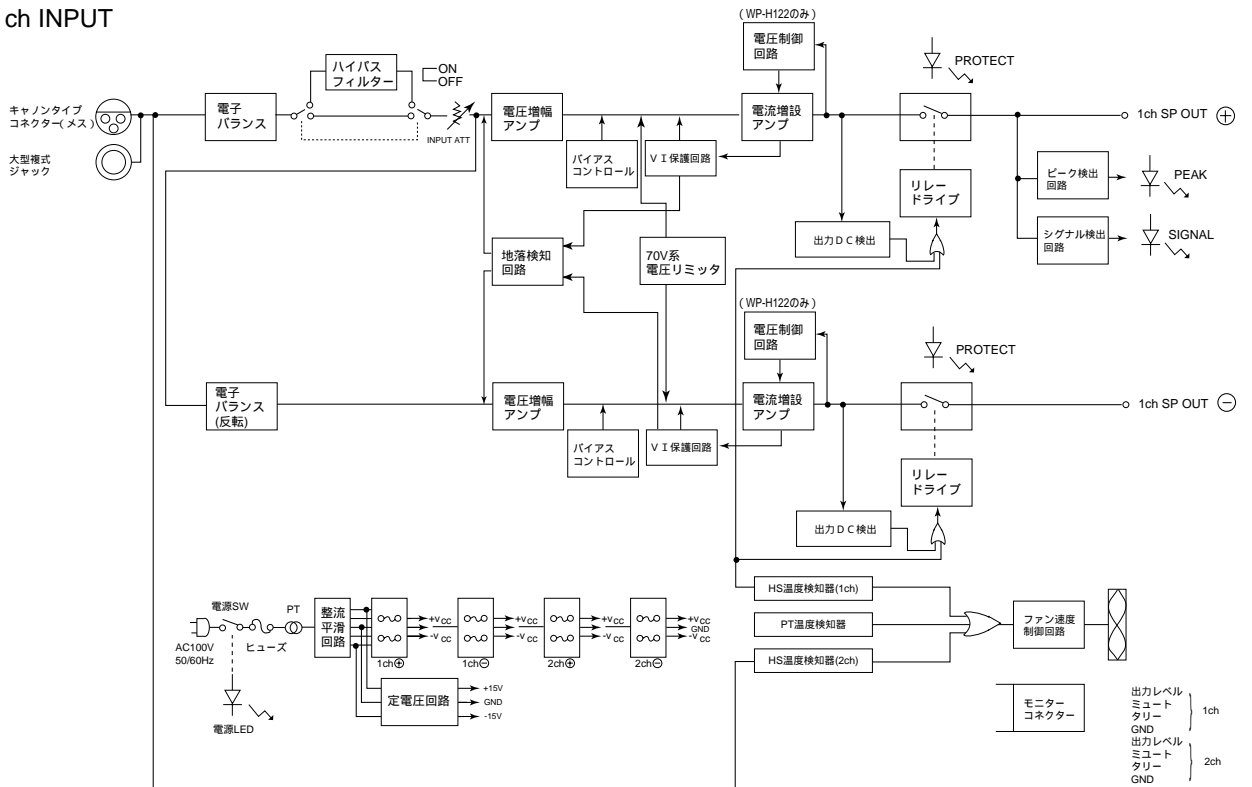 ch INPUT
キャノンタイプ
コネクター(メス)
大型複式
ジャック
電子
バランス
ハイパス
フィルター
ON
OFF
INPUT ATT
電圧増幅
アンプ
バイアス
コントロール
ＶＩ保護回路
(WP-H122のみ)
電圧制御
回路
電流増設
アンプ
PROTECT
リレー
ドライブ
出力ＤＣ検出
1ch SP OUT ⊕
ピーク検出
回路
PEAK
シグナル検出
回路
SIGNAL
地落検知
回路
70V系
電圧リミッタ
電子
バランス
(反転)
電圧増幅
アンプ
バイアス
コントロール
ＶＩ保護回路
(WP-H122のみ)
電圧制御
回路
電流増設
アンプ
PROTECT
リレー
ドライブ
出力ＤＣ検出
1ch SP OUT ⊖
AC100V
50/60Hz
電源SW
ヒューズ
PT
電源LED
整流
平滑
回路
+Vcc
-Vcc
1ch⊕
+Vcc
-Vcc
1ch⊖
+Vcc
-Vcc
2ch⊕
+Vcc
GND
-Vcc
2ch⊖
定電圧回路
+15V
GND
-15V
HS温度検知器(1ch)
PT温度検知器
HS温度検知器(2ch)
ファン速度
制御回路
モニター
コネクター
出力レベル
ミュート
タリー
GND
1ch
出力レベル
ミュート
タリー
GND
2ch